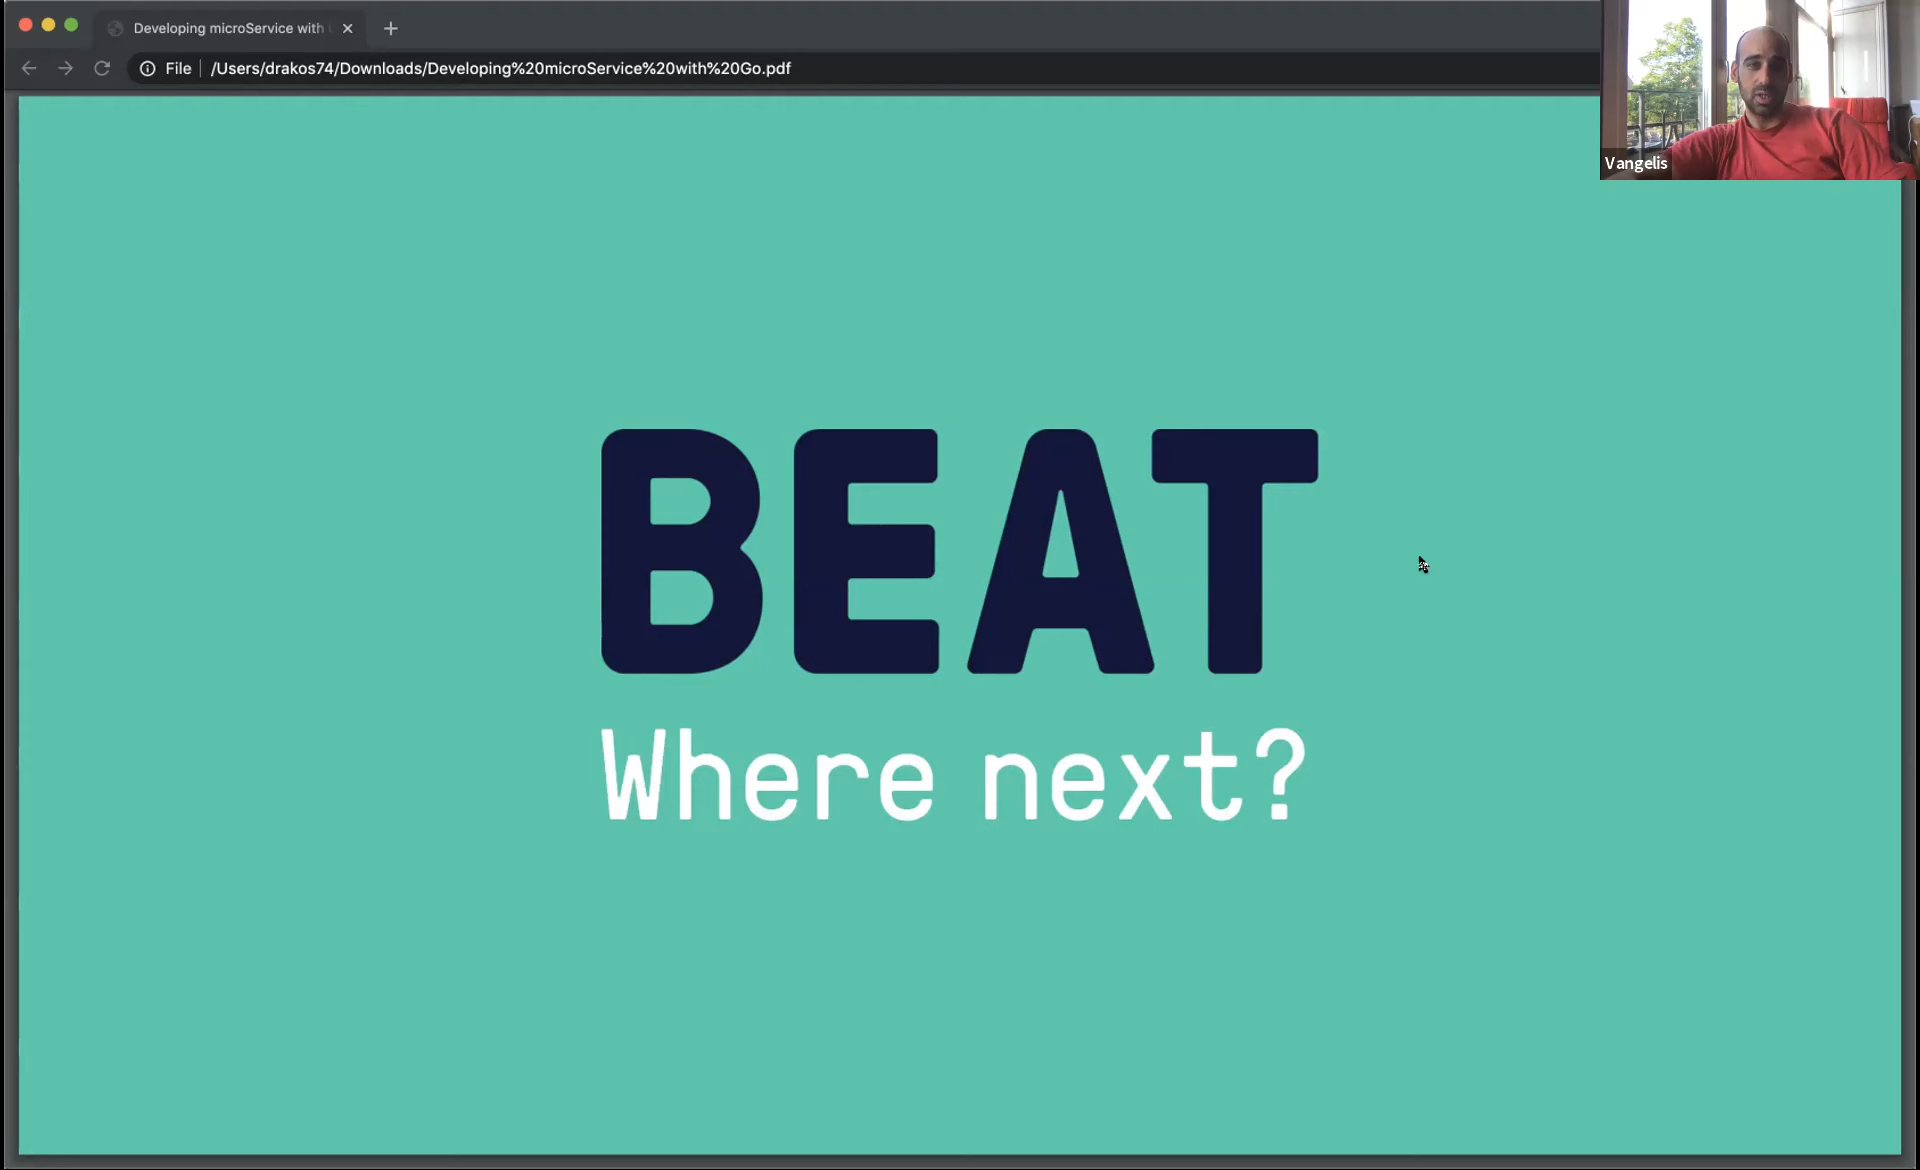 Developing microService with
File
/Users/drakos74/Downloads/Developing%20microService%20with%20Go.pdf
Vangelis
BEAT
Where next?